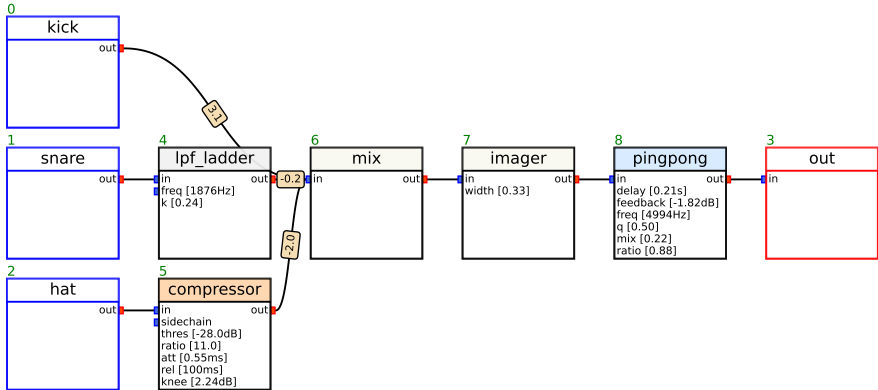 0
kick
out
3.1
1
snare
out
4
lpf_ladder
in out
freq [1876Hz]
k [0.24]
-0.2
6
mix
in out
7
imager
in out
width [0.33]
8
pingpong
in out
delay [0.21s]
feedback [-1.82dB]
freq [4994Hz]
q [0.50]
mix [0.22]
ratio [0.88]
3
out
in
-2.0
2
hat
out
5
compressor
in out
sidechain
thres [-28.0dB]
ratio [11.0]
att [0.55ms]
rel [100ms]
knee [2.24dB]